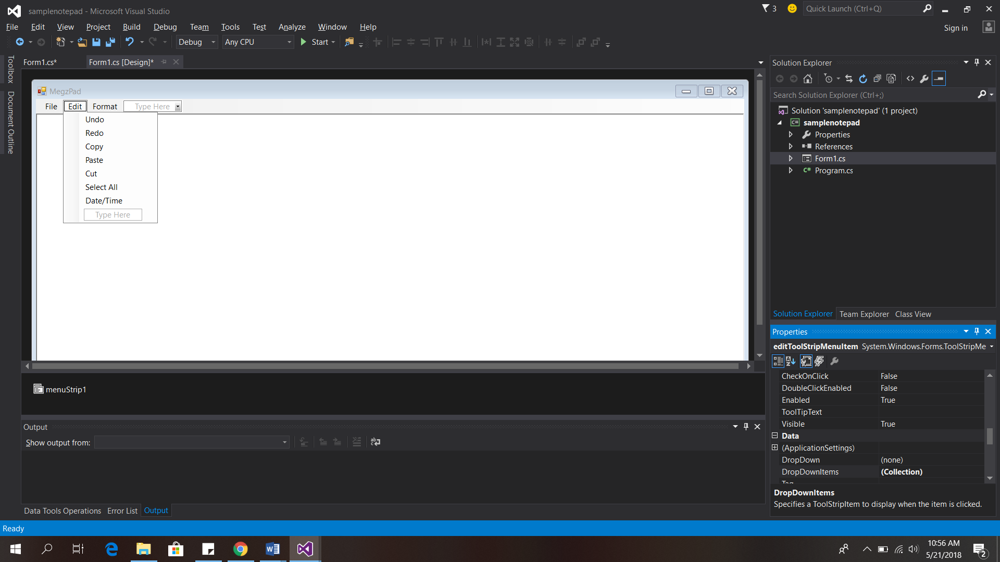 samplenotepad - Microsoft Visual Studio
3
Quick Launch (Ctrl+Q)
File Edit View Project Build Debug Team Tools Test Analyze Window Help
Sign in
Debug Any CPU Start
Toolbox
Document Outline
Form1.cs* Form1.cs [Design]*
MegzPad
File Edit Format Type Here
Undo
Redo
Copy
Paste
Cut
Select All
Date/Time
Type Here
menuStrip1
Output
Show output from:
Data Tools Operations Error List Output
Solution Explorer
Search Solution Explorer (Ctrl+;)
Solution 'samplenotepad' (1 project)
C# samplenotepad
Properties
References
Form1.cs
C# Program.cs
Solution Explorer Team Explorer Class View
Properties
editToolStripMenuItem System.Windows.Forms.ToolStripMe
CheckOnClick False
DoubleClickEnabled False
Enabled True
ToolTipText
Visible True
Data
(ApplicationSettings)
DropDown (none)
DropDownItems (Collection)
Tag
DropDownItems
Specifies a ToolStripItem to display when the item is clicked.
Ready
10:56 AM
5/21/2018
2